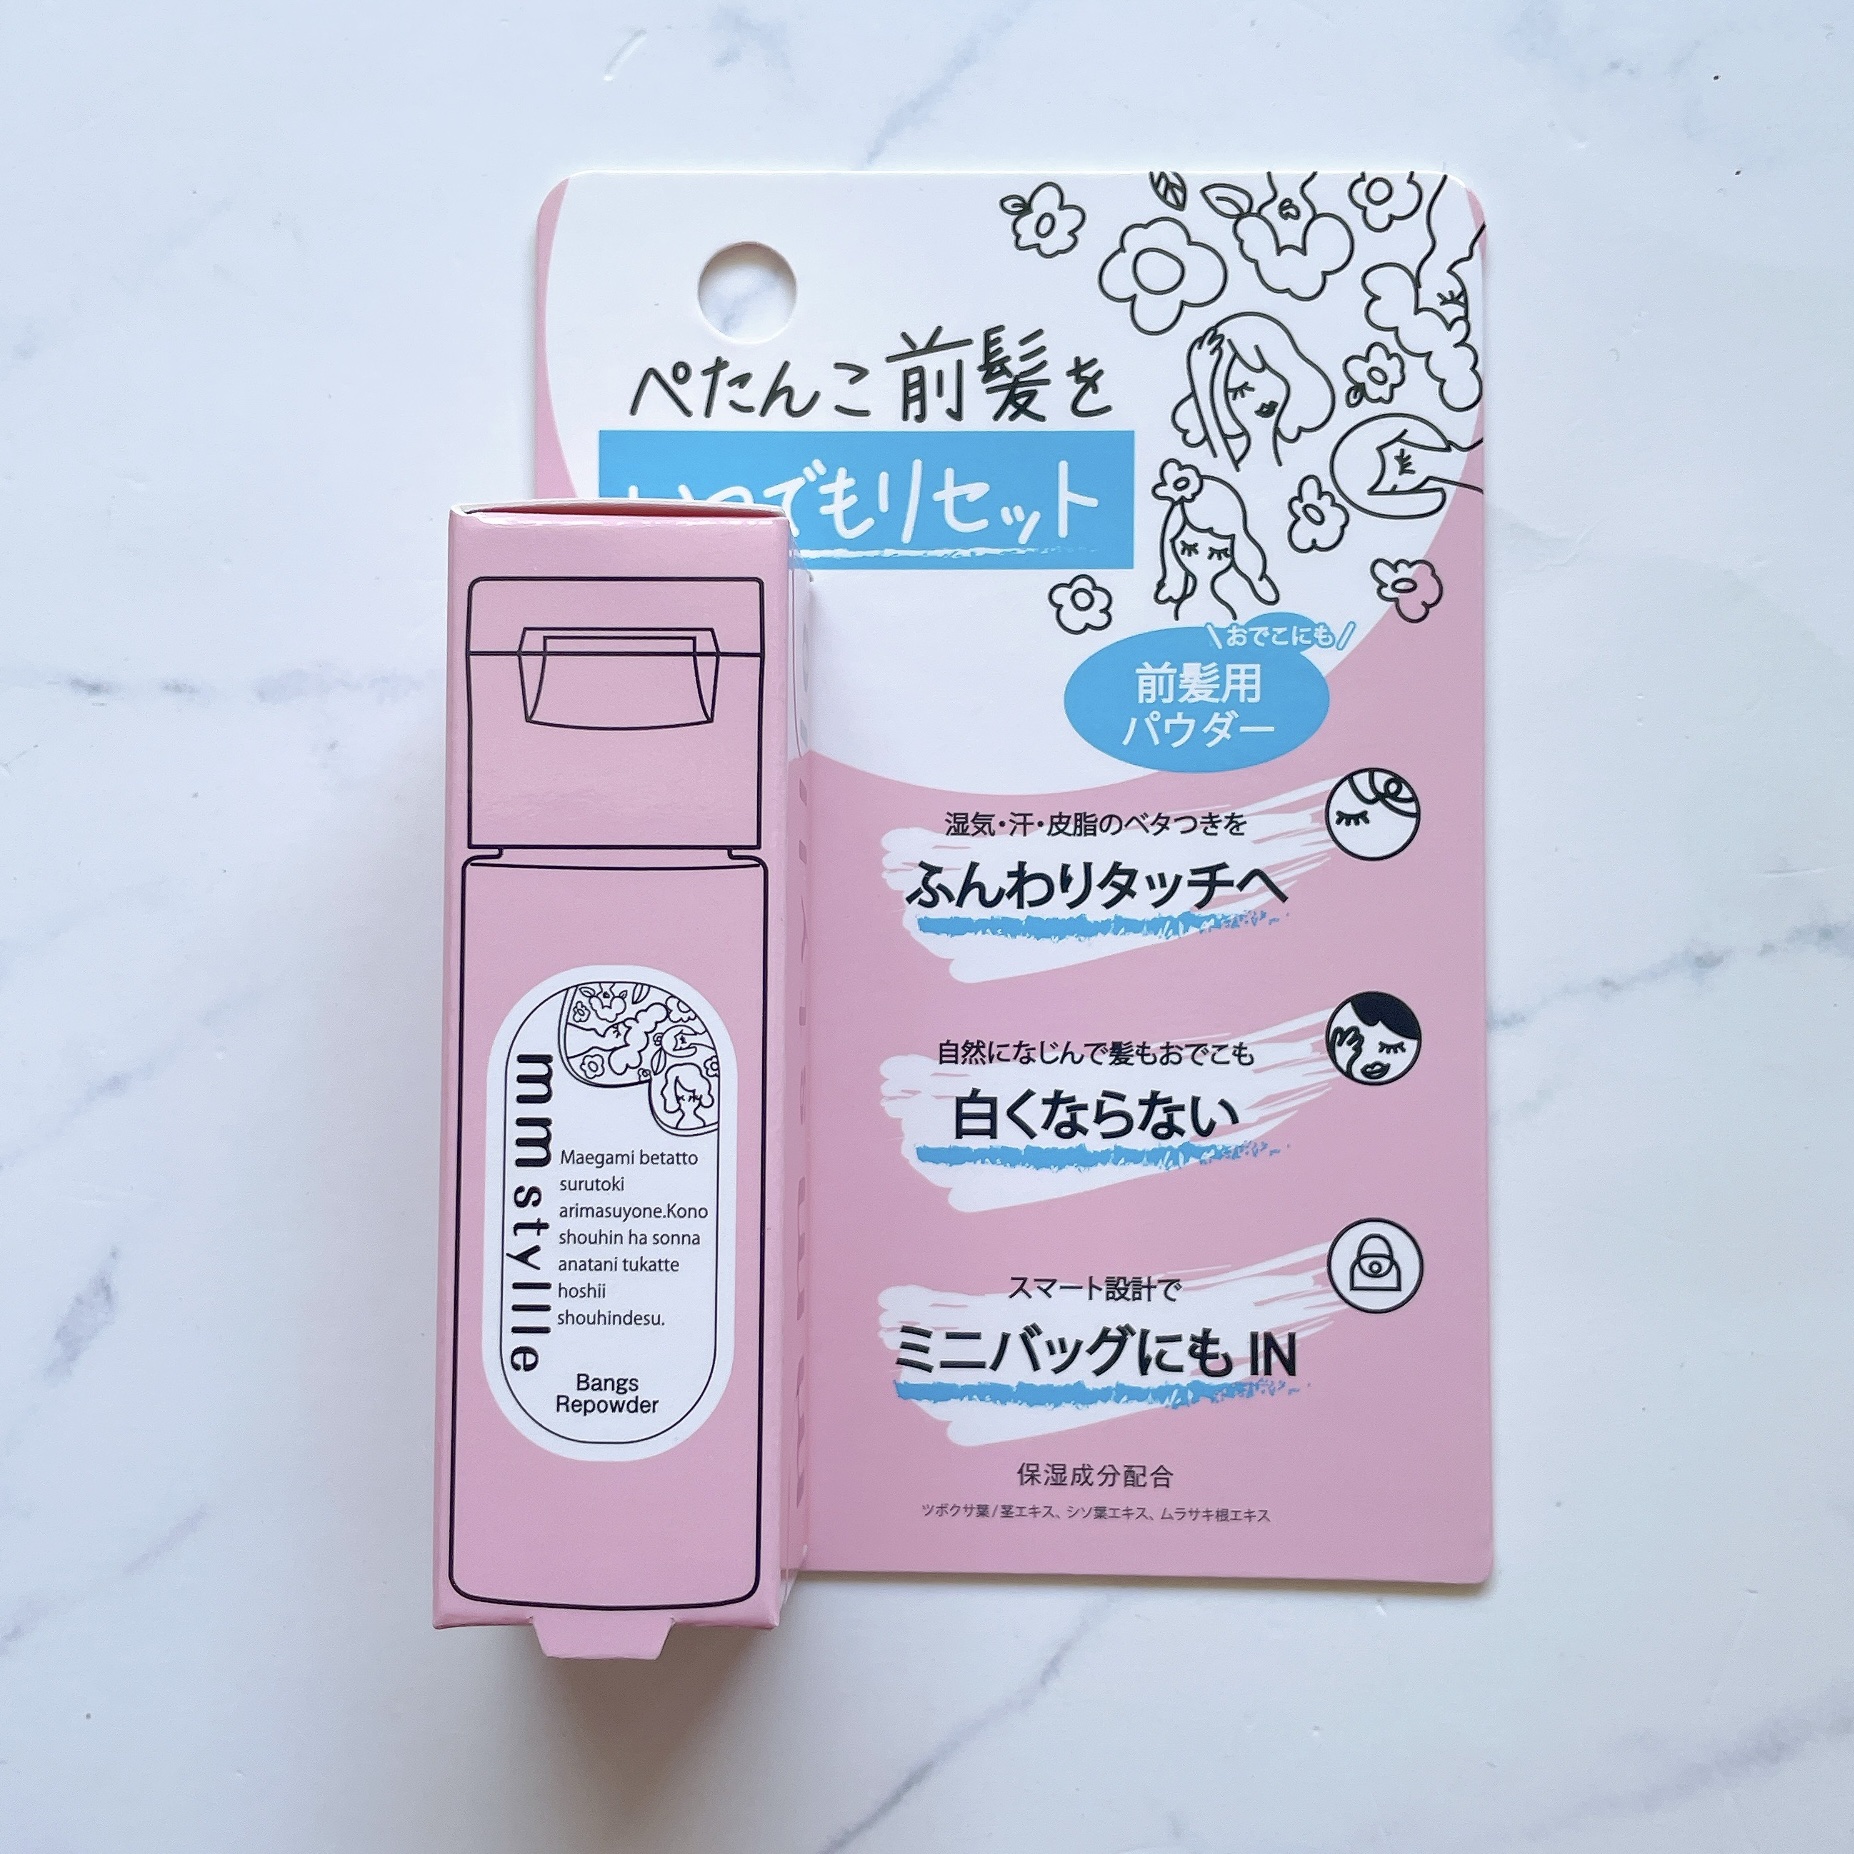 ぺたんこ前髪を
いつでもリセット
\おでこにも/
前髪用
パウダー
湿気・汗・皮脂のベタつきを
ふんわりタッチへ
自然になじんで髪もおでこも
白くならない
スマート設計で
ミニバッグにも IN
保湿成分配合
ツボクサ葉/茎エキス、シソ葉エキス、ムラサキ根エキス
mm stylle
Maegami betatto
surutoki
arimasuyone.Kono
shouhin ha sonna
anatani tukatte
hoshii
shouhindesu.
Bangs
Repowder